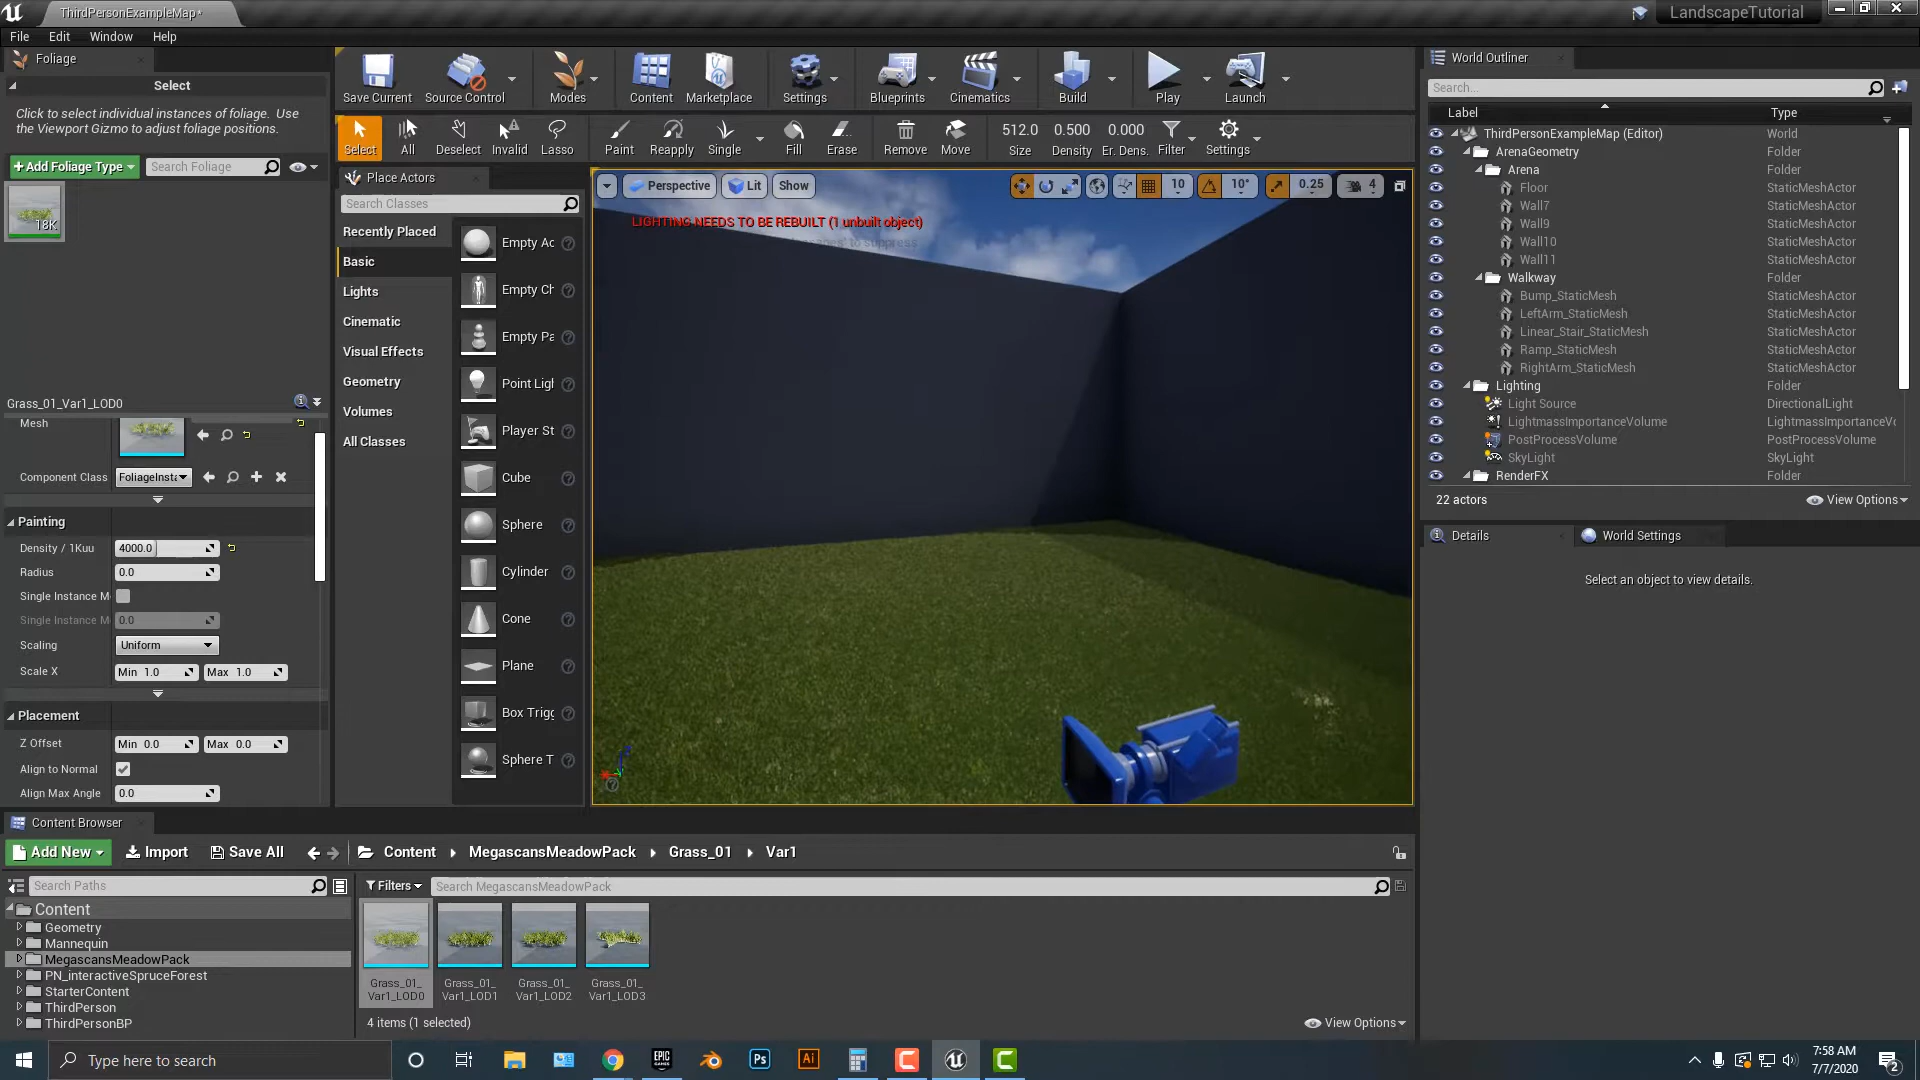 ThirdPersonExampleMap*
LandscapeTutorial
File Edit Window Help
Foliage
Select
Click to select individual instances of foliage. Use
the Viewport Gizmo to adjust foliage positions.
+Add Foliage Type
Search Foliage
18K
Grass_01_Var1_LOD0
Mesh
Component Class FoliageInsta
Painting
Density / 1Kuu 4000.0
Radius 0.0
Single Instance M
Single Instance M 0.0
Scaling Uniform
Scale X Min 1.0 Max 1.0
Placement
Z Offset Min 0.0 Max 0.0
Align to Normal
Align Max Angle 0.0
Save Current Source Control Modes Content Marketplace Settings Blueprints Cinematics Build Play Launch
512.0 0.500 0.000
Select All Deselect Invalid Lasso Paint Reapply Single Fill Erase Remove Move Size Density Er. Dens. Filter Settings
Place Actors
Search Classes
Recently Placed
Basic
Lights
Cinematic
Visual Effects
Geometry
Volumes
All Classes
Empty Ac
Empty Ch
Empty Pa
Point Ligh
Player St
Cube
Sphere
Cylinder
Cone
Plane
Box Trigg
Sphere T
Perspective Lit Show
10 10° 0.25 4
LIGHTING NEEDS TO BE REBUILT (1 unbuilt object)
to suppress
World Outliner
Search...
Label Type
ThirdPersonExampleMap (Editor) World
ArenaGeometry Folder
Arena Folder
Floor StaticMeshActor
Wall7 StaticMeshActor
Wall9 StaticMeshActor
Wall10 StaticMeshActor
Wall11 StaticMeshActor
Walkway Folder
Bump_StaticMesh StaticMeshActor
LeftArm_StaticMesh StaticMeshActor
Linear_Stair_StaticMesh StaticMeshActor
Ramp_StaticMesh StaticMeshActor
RightArm_StaticMesh StaticMeshActor
Lighting Folder
Light Source DirectionalLight
LightmassImportanceVolume LightmassImportanceVo
PostProcessVolume PostProcessVolume
SkyLight SkyLight
RenderFX Folder
22 actors
View Options
Details
World Settings
Select an object to view details.
Content Browser
Add New Import Save All Content MegascansMeadowPack Grass_01 Var1
Search Paths
Filters
Search MegascansMeadowPack
Content
Geometry
Mannequin
MegascansMeadowPack
PN_interactiveSpruceForest
StarterContent
ThirdPerson
ThirdPersonBP
Grass_01_
Var1_LOD0
Grass_01_
Var1_LOD1
Grass_01_
Var1_LOD2
Grass_01_
Var1_LOD3
4 items (1 selected)
View Options
Type here to search
EPIC
GAMES
Ps
Ai
7:58 AM
7/7/2020
2